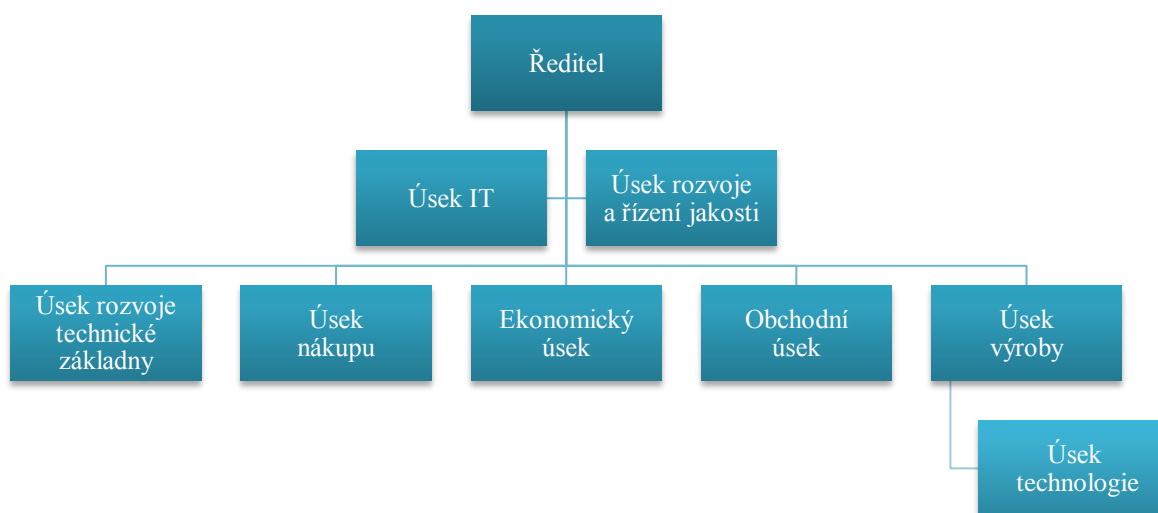 Ředitel
Úsek IT
Úsek rozvoje
a řízení jakosti
Úsek rozvoje
technické
základny
Úsek
nákupu
Ekonomický
úsek
Obchodní
úsek
Úsek
výroby
Úsek
technologie